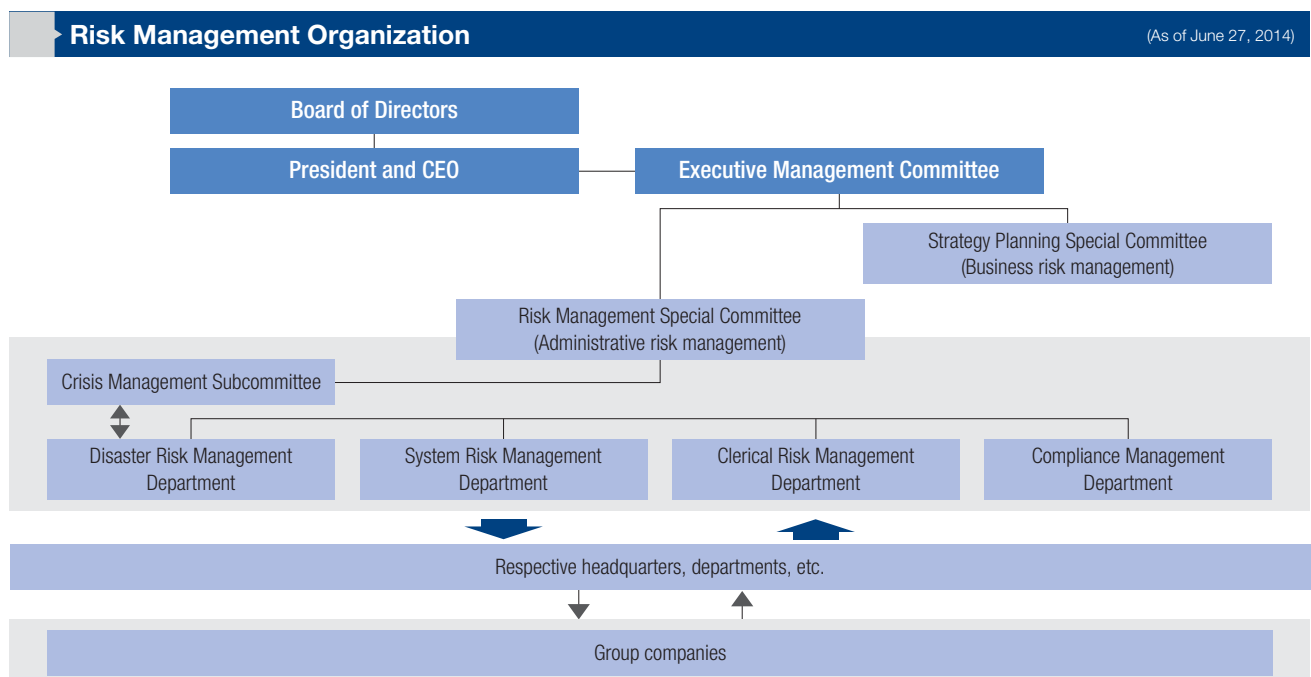 Risk Management Organization
(As of June 27, 2014)
Board of Directors
President and CEO
Executive Management Committee
Strategy Planning Special Committee
(Business risk management)
Risk Management Special Committee
(Administrative risk management)
Crisis Management Subcommittee
Disaster Risk Management
Department
System Risk Management
Department
Clerical Risk Management
Department
Compliance Management
Department
Respective headquarters, departments, etc.
Group companies